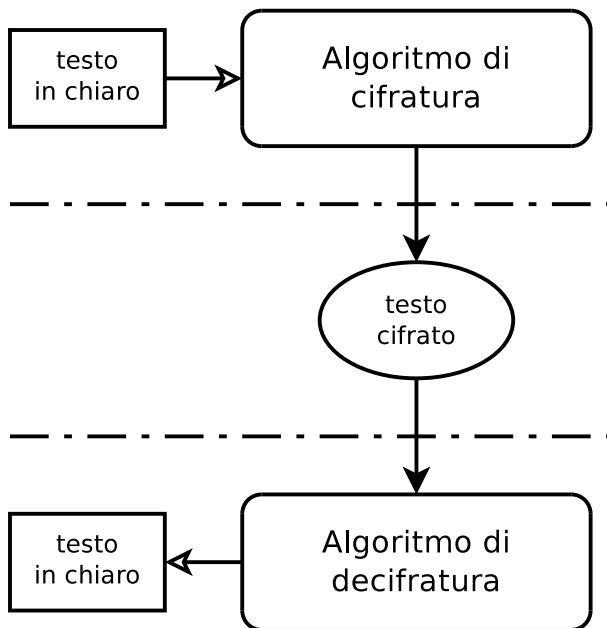 testo
in chiaro
Algoritmo di
cifratura
testo
cifrato
testo
in chiaro
Algoritmo di
decifratura